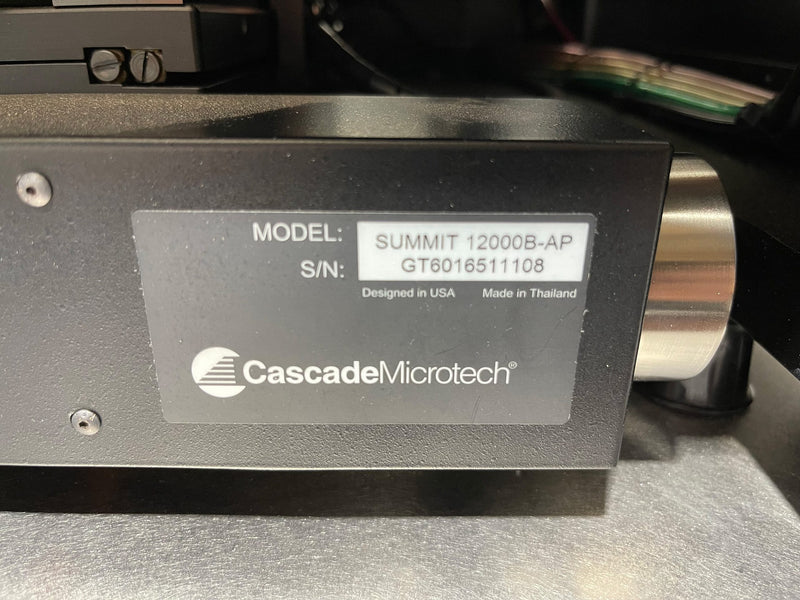 MODEL: SUMMIT 12000B-AP
S/N: GT6016511108
Designed in USA Made in Thailand
CascadeMicrotech®